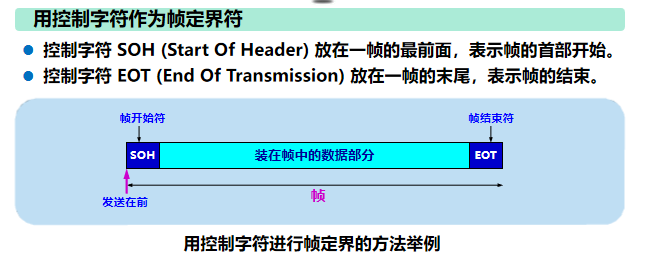 用控制字符作为帧定界符
控制字符 SOH (Start Of Header) 放在一帧的最前面，表示帧的首部开始。
控制字符 EOT (End Of Transmission) 放在一帧的末尾，表示帧的结束。
帧开始符
帧结束符
SOH
装在帧中的数据部分
EOT
帧
发送在前
用控制字符进行帧定界的方法举例